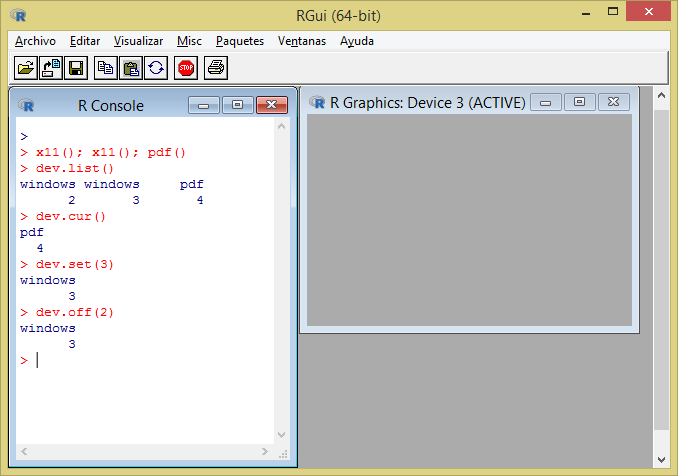 RGui (64-bit)
Archivo Editar Visualizar Misc Paquetes Ventanas Ayuda
STOP
R Console
>
> x11(); x11(); pdf()
> dev.list()
windows windows     pdf
      2       3       4
> dev.cur()
pdf
  4
> dev.set(3)
windows
      3
> dev.off(2)
windows
      3
>
R Graphics: Device 3 (ACTIVE)